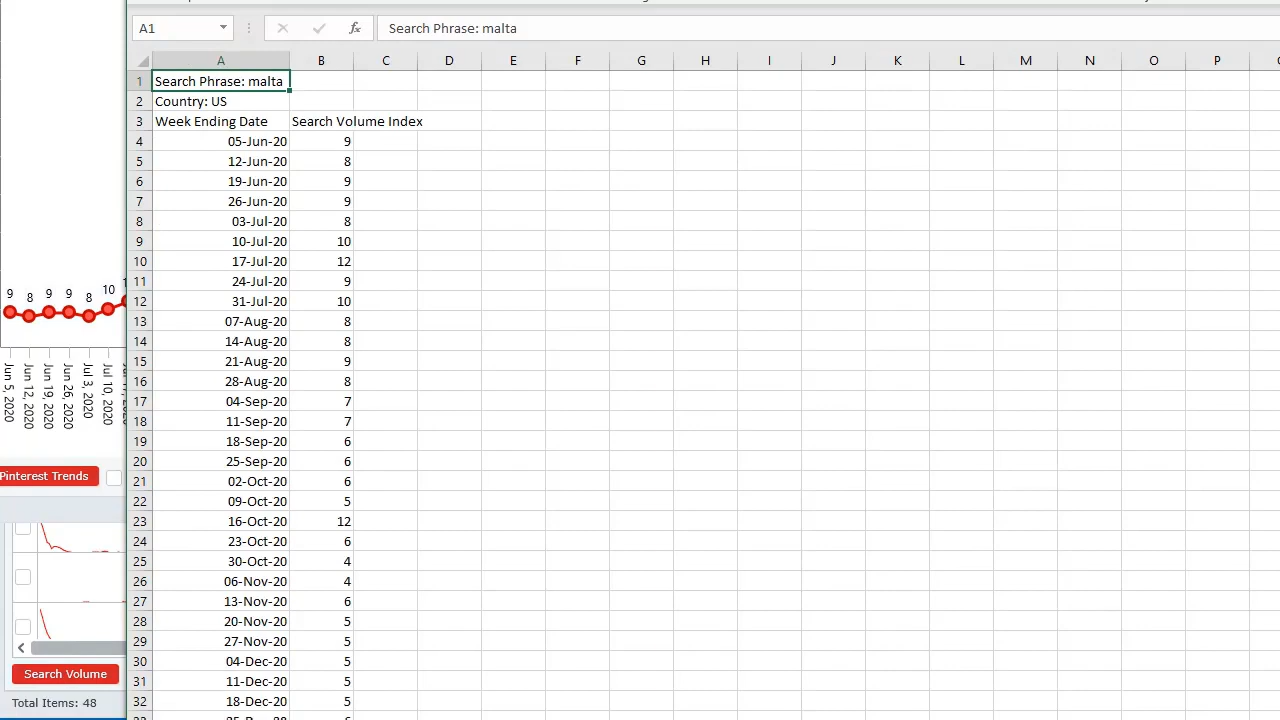 A1
fx
Search Phrase: malta
A B C D E F G H I J K L M N O P
1 Search Phrase: malta
2 Country: US
3 Week Ending Date Search Volume Index
4 05-Jun-20 9
5 12-Jun-20 8
6 19-Jun-20 9
7 26-Jun-20 9
8 03-Jul-20 8
9 10-Jul-20 10
10 17-Jul-20 12
11 24-Jul-20 9
12 31-Jul-20 10
13 07-Aug-20 8
14 14-Aug-20 8
15 21-Aug-20 9
16 28-Aug-20 8
17 04-Sep-20 7
18 11-Sep-20 7
19 18-Sep-20 6
20 25-Sep-20 6
21 02-Oct-20 6
22 09-Oct-20 5
23 16-Oct-20 12
24 23-Oct-20 6
25 30-Oct-20 4
26 06-Nov-20 4
27 13-Nov-20 6
28 20-Nov-20 5
29 27-Nov-20 5
30 04-Dec-20 5
31 11-Dec-20 5
32 18-Dec-20 5
9 8 9 9 8 10
Jun 5, 2020
Jun 12, 2020
Jun 19, 2020
Jun 26, 2020
Jul 3, 2020
Jul 10, 2020
Pinterest Trends
Search Volume
Total Items: 48